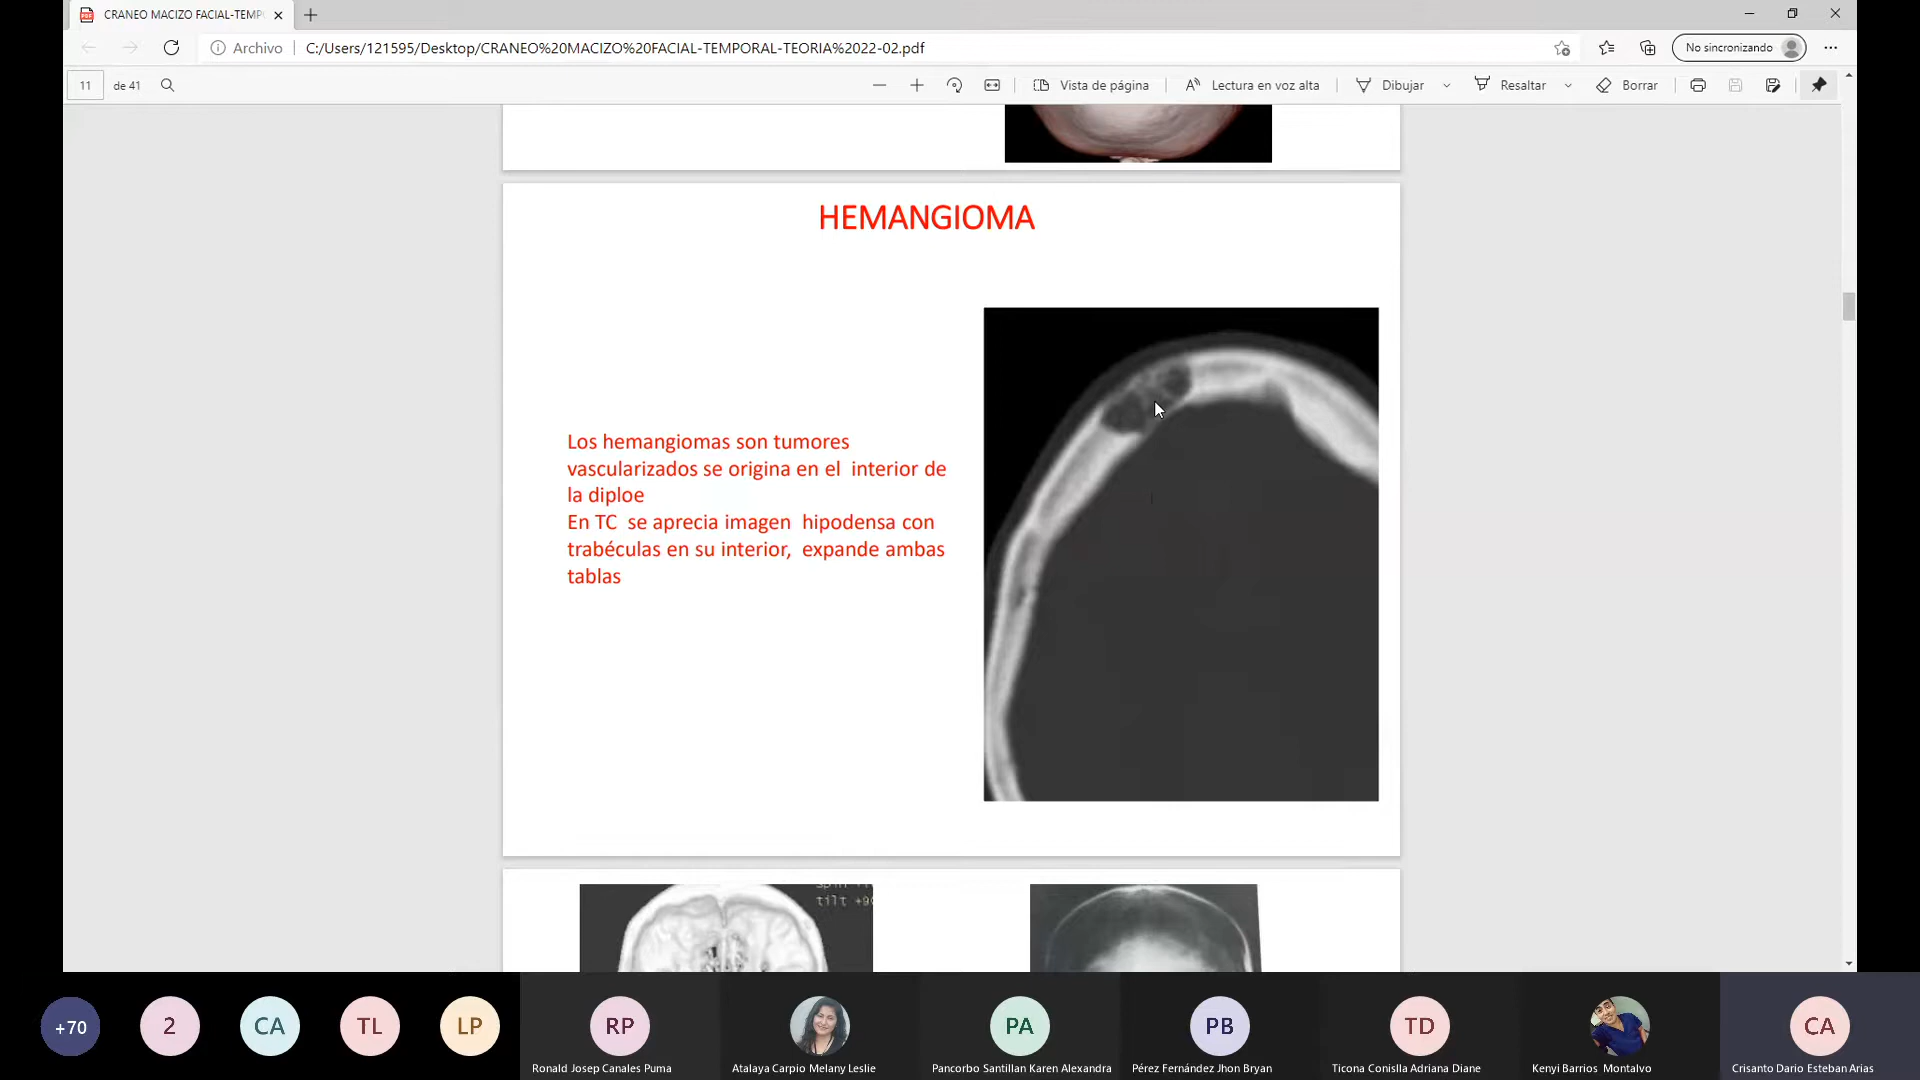 CRANEO MACIZO FACIAL-TEMP
Archivo
C:/Users/121595/Desktop/CRANEO%20MACIZO%20FACIAL-TEMPORAL-TEORIA%2022-02.pdf
No sincronizando
11 de 41
Vista de página
Lectura en voz alta
Dibujar
Resaltar
Borrar
HEMANGIOMA
Los hemangiomas son tumores
vascularizados se origina en el interior de
la diploe
En TC se aprecia imagen hipodensa con
trabéculas en su interior, expande ambas
tablas
tilt +90
+70
2
CA
TL
LP
RP
PA
PB
TD
CA
Ronald Josep Canales Puma
Atalaya Carpio Melany Leslie
Pancorbo Santillan Karen Alexandra
Pérez Fernández Jhon Bryan
Ticona Conislla Adriana Diane
Kenyi Barrios Montalvo
Crisanto Dario Esteban Arias